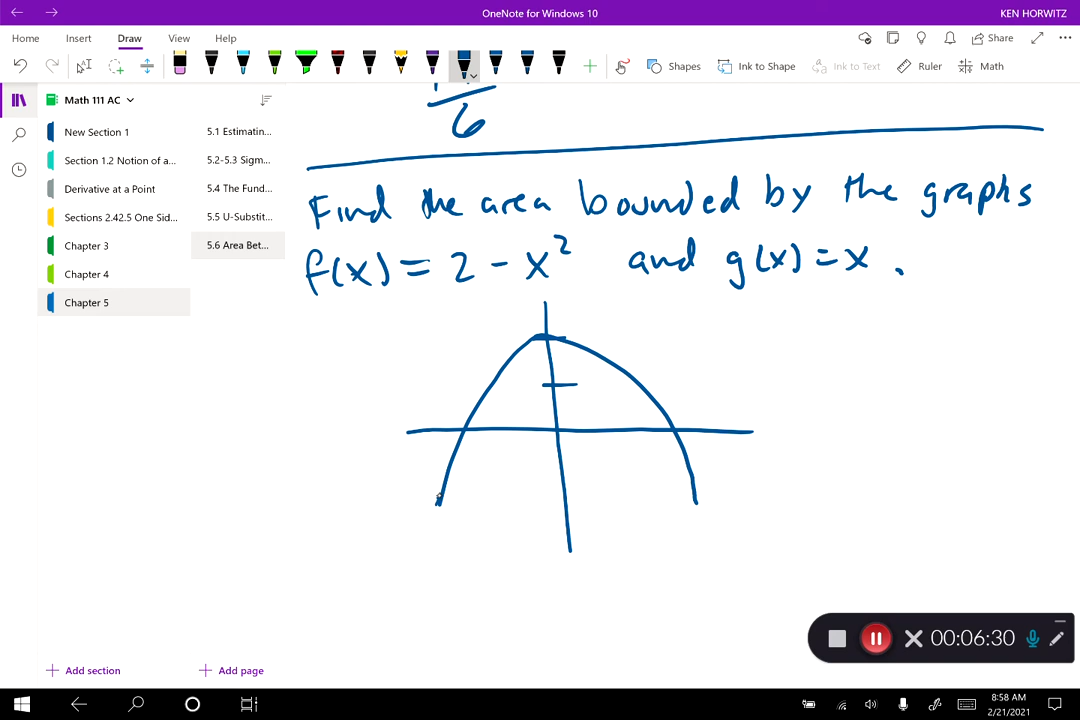 OneNote for Windows 10
KEN HORWITZ
Home Insert Draw View Help
Share
Shapes Ink to Shape Ink to Text Ruler Math
Math 111 AC
New Section 1
Section 1.2 Notion of a...
Derivative at a Point
Sections 2.42.5 One Sid...
Chapter 3
Chapter 4
Chapter 5
5.1 Estimatin...
5.2-5.3 Sigm...
5.4 The Fund...
5.5 U-Substit...
5.6 Area Bet...
6
Find the area bounded by the graphs
f(x) = 2 - x² and g(x) = x .
00:06:30
Add section
Add page
8:58 AM
2/21/2021